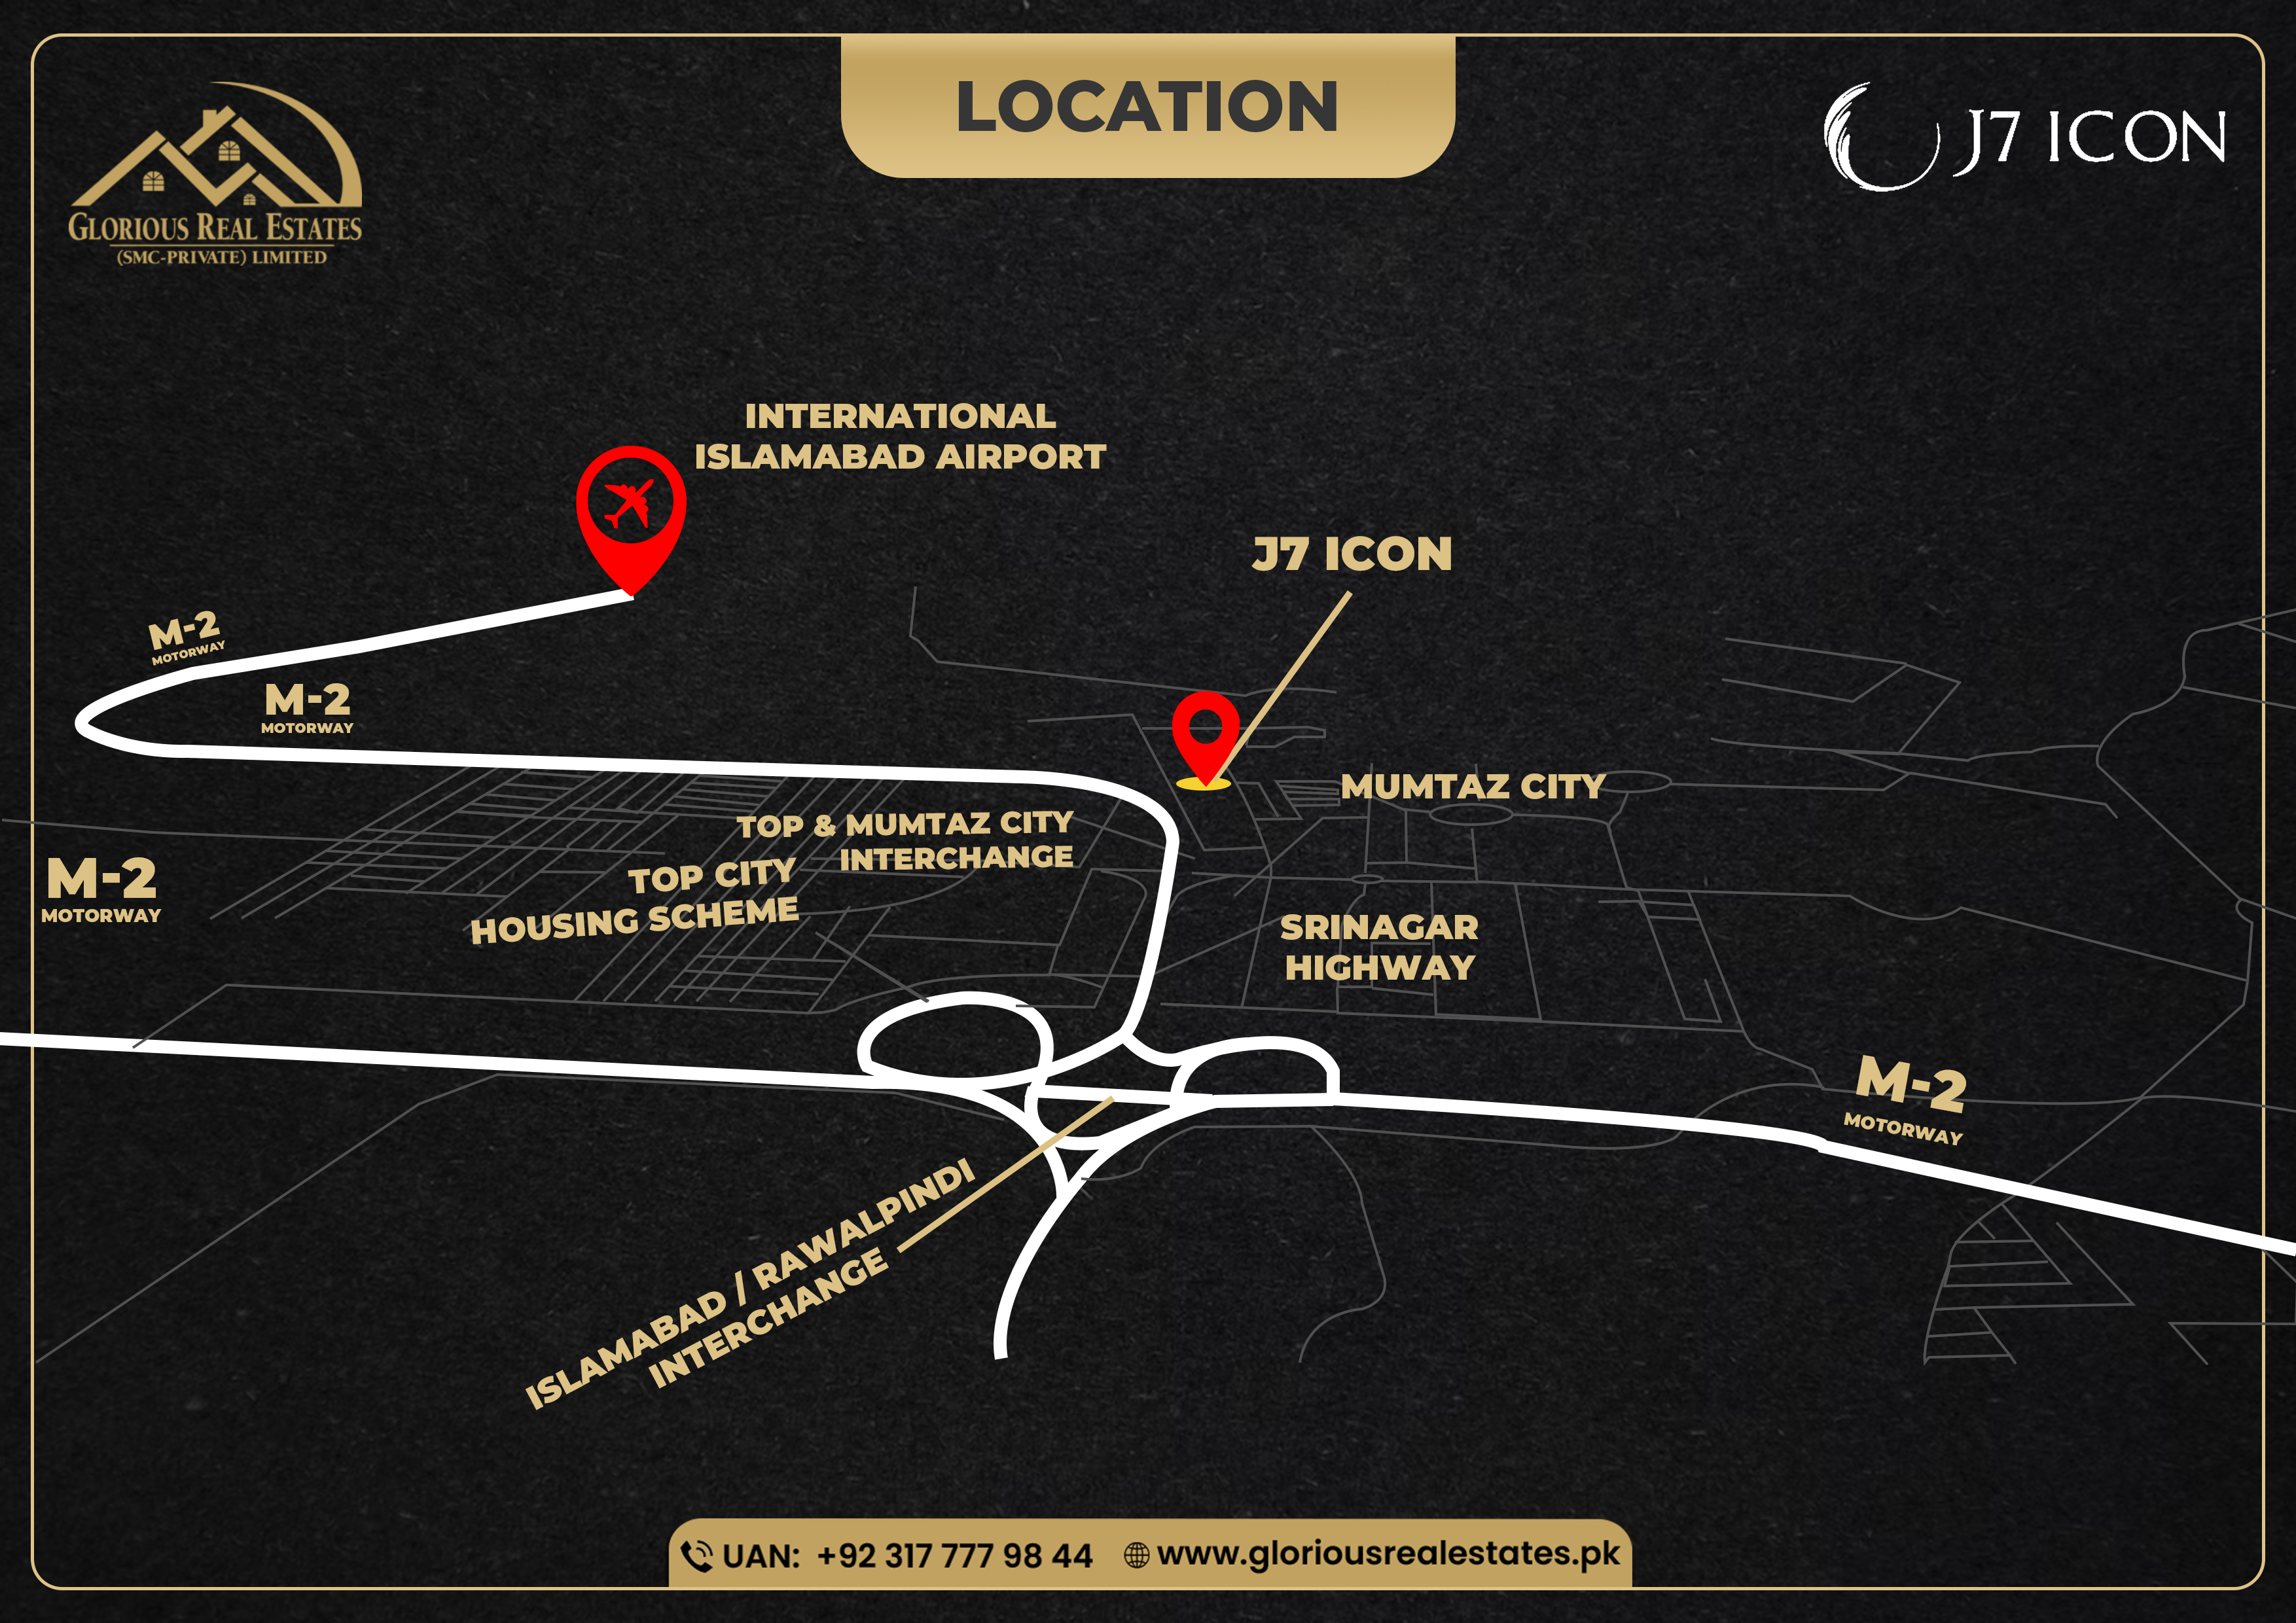 LOCATION
GLORIOUS REAL ESTATES
(SMC-PRIVATE) LIMITED
J7 ICON
INTERNATIONAL
ISLAMABAD AIRPORT
J7 ICON
M-2
MOTORWAY
M-2
MOTORWAY
MUMTAZ CITY
TOP & MUMTAZ CITY
INTERCHANGE
TOP CITY
HOUSING SCHEME
M-2
MOTORWAY
SRINAGAR
HIGHWAY
M-2
MOTORWAY
ISLAMABAD / RAWALPINDI
INTERCHANGE
UAN: +92 317 777 98 44
www.gloriousrealestates.pk